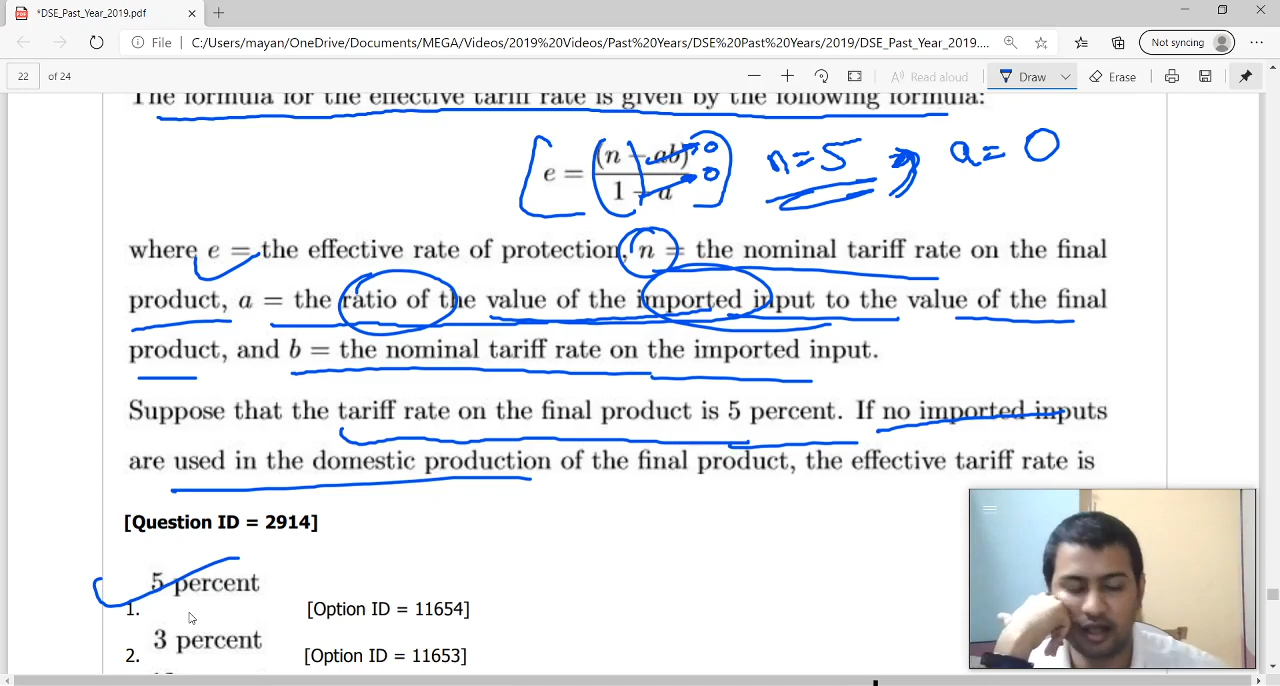 *DSE_Past_Year_2019.pdf
File | C:/Users/mayan/OneDrive/Documents/MEGA/Videos/2019%20Videos/Past%20Years/DSE%20Past%20Years/2019/DSE_Past_Year_2019.... Not syncing
22 of 24 Read aloud Draw Erase
The formula for the effective tariff rate is given by the following formula:
e = (n - ab) / 1 - a 0 0 n = 5 ⇒ a = 0
where e = the effective rate of protection, n = the nominal tariff rate on the final
product, a = the ratio of the value of the imported input to the value of the final
product, and b = the nominal tariff rate on the imported input.
Suppose that the tariff rate on the final product is 5 percent. If no imported inputs
are used in the domestic production of the final product, the effective tariff rate is
[Question ID = 2914]
5 percent
1. [Option ID = 11654]
3 percent
2. [Option ID = 11653]